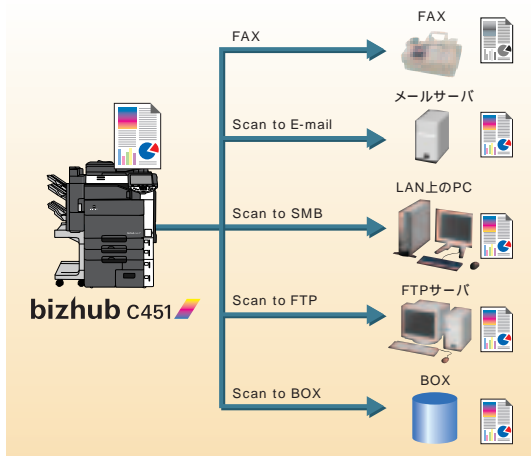 FAX
FAX
メールサーバ
Scan to E-mail
LAN上のPC
Scan to SMB
FTPサーバ
bizhub C451
Scan to FTP
BOX
Scan to BOX